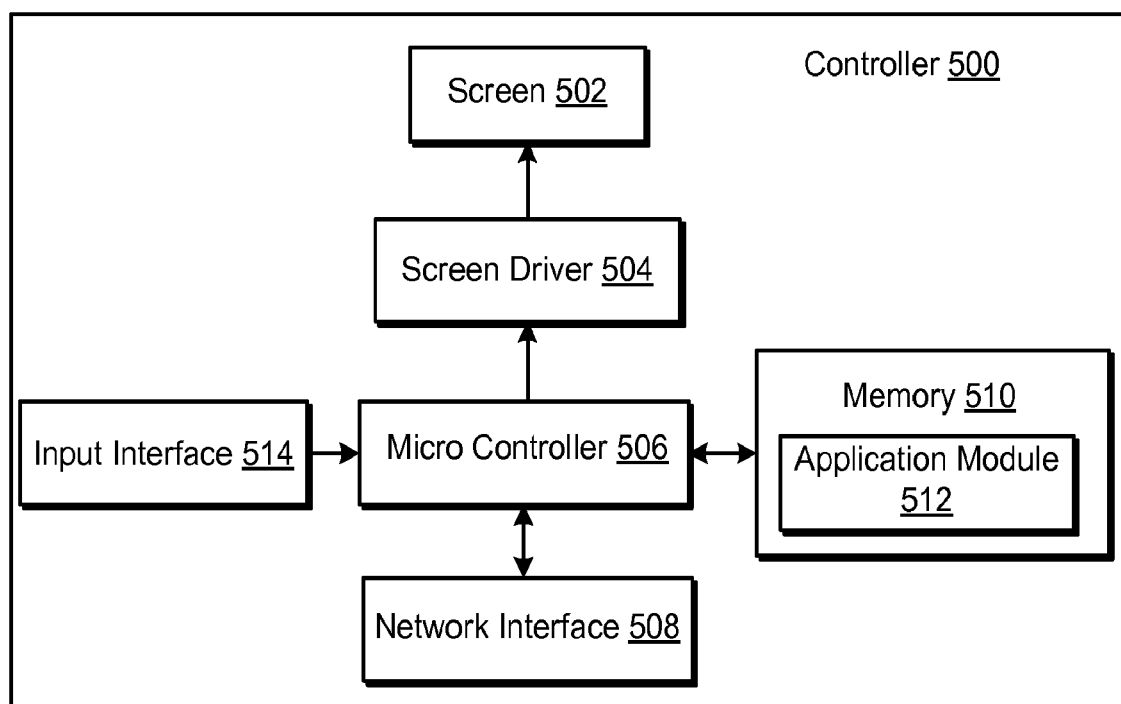 Controller 500
Screen 502
Screen Driver 504
Input Interface 514
Micro Controller 506
Memory 510
Application Module
512
Network Interface 508